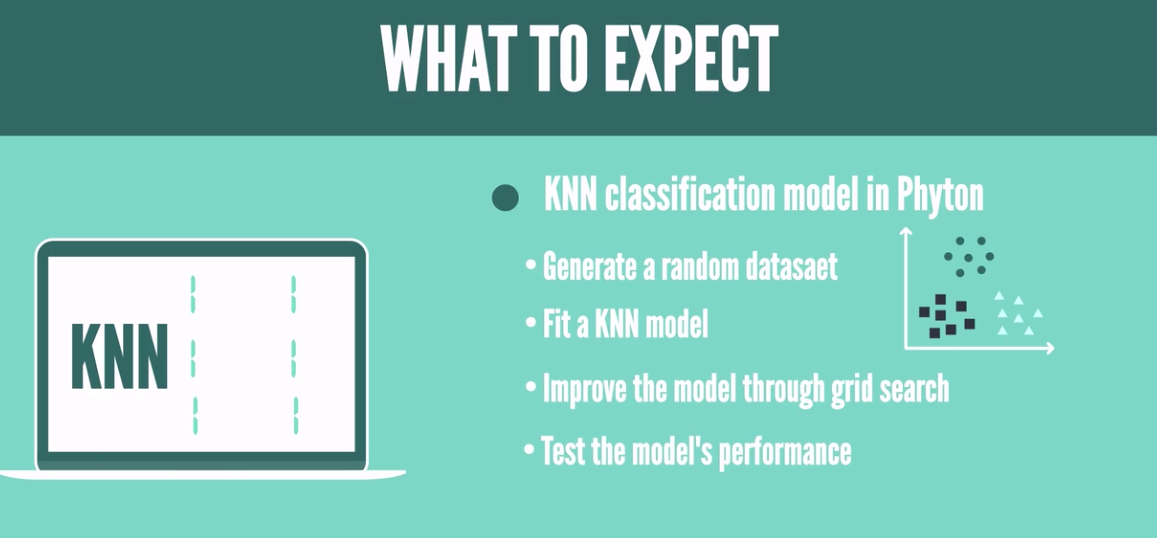 WHAT TO EXPECT
KNN classification model in Phyton
• Generate a random datasaet
• Fit a KNN model
• Improve the model through grid search
• Test the model's performance
KNN